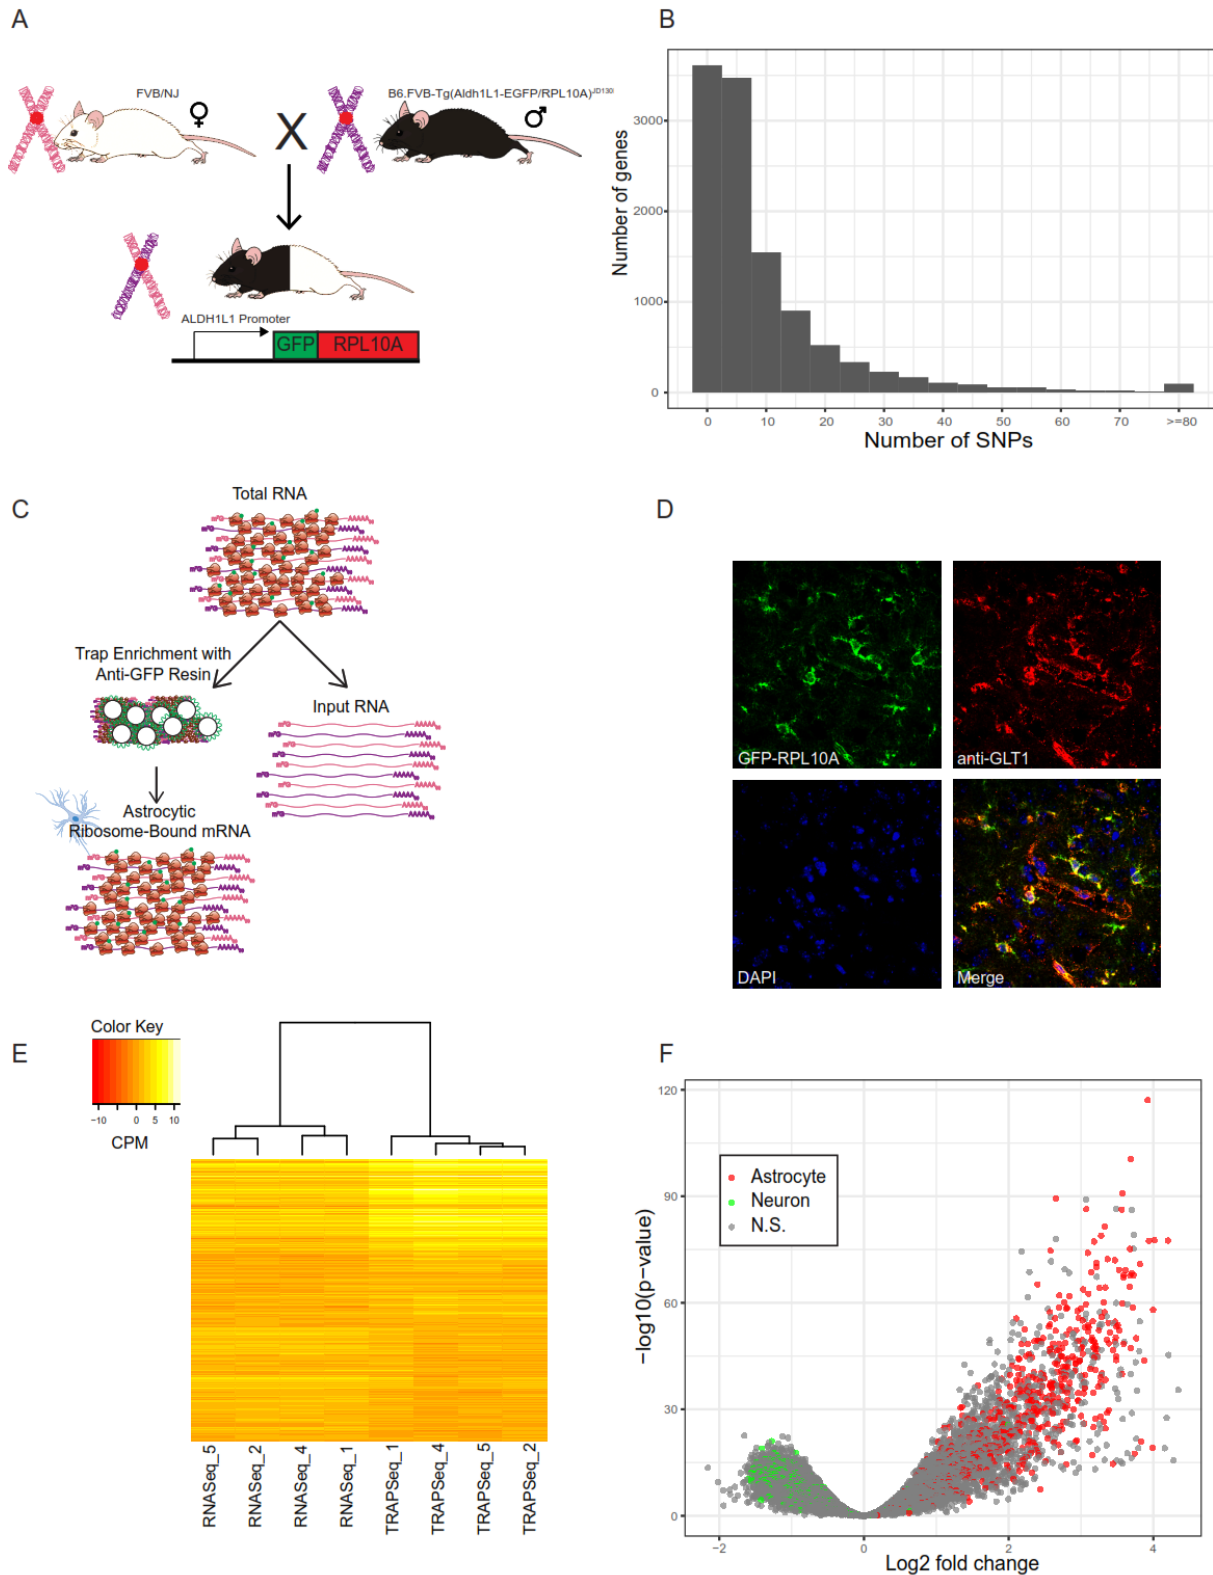 A
FVB/NJ
♀
X
B6.FVB-Tg(Aldh1L1-EGFP/RPL10A)JD130
♂
ALDH1L1 Promoter
GFP RPL10A
B
Number of genes
3000
2000
1000
0
0 10 20 30 40 50 60 70 >=80
Number of SNPs
C
Total RNA
Trap Enrichment with
Anti-GFP Resin
Input RNA
Astrocytic
Ribosome-Bound mRNA
D
GFP-RPL10A
anti-GLT1
DAPI
Merge
E
Color Key
−10 0 5 10
CPM
RNASSeq_5
RNASSeq_2
RNASSeq_4
RNASSeq_1
TRAPSeq_1
TRAPSeq_4
TRAPSeq_5
TRAPSeq_2
F
−log10(p−value)
120
90
60
30
0
Astrocyte
Neuron
N.S.
−2 0 2 4
Log2 fold change